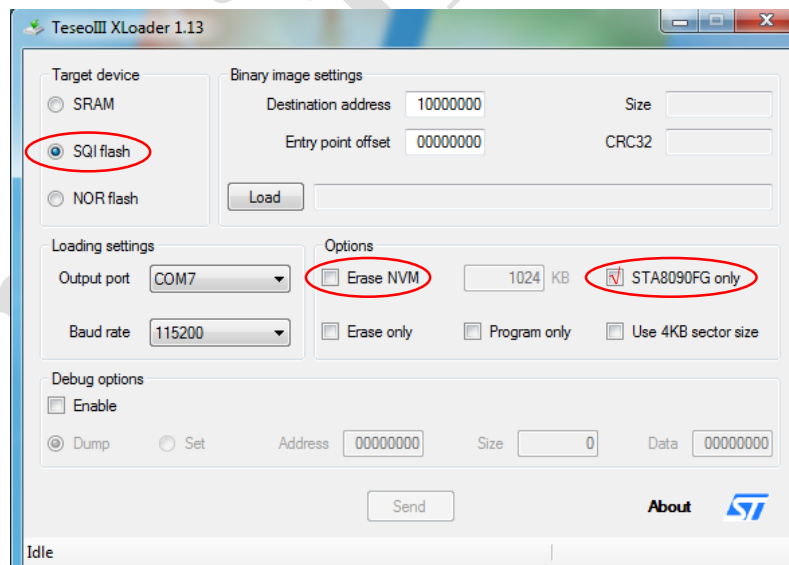 TeseoIII XLoader 1.13
Target device
SRAM
SQI flash
NOR flash
Binary image settings
Destination address 10000000 Size
Entry point offset 00000000 CRC32
Load
Loading settings
Output port COM7
Baud rate 115200
Options
Erase NVM 1024 KB STA8090FG only
Erase only Program only Use 4KB sector size
Debug options
Enable
Dump Set Address 00000000 Size 0 Data 00000000
Send About ST
Idle